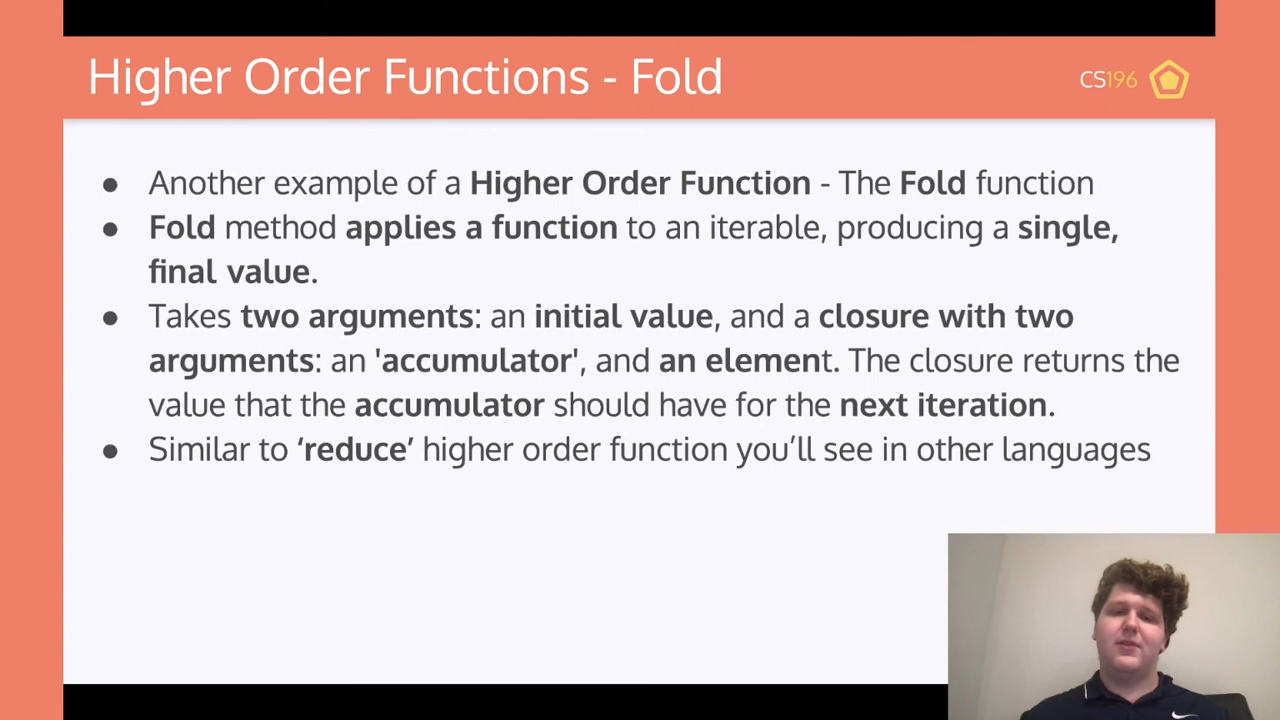 Higher Order Functions - Fold
CS196
● Another example of a Higher Order Function - The Fold function
● Fold method applies a function to an iterable, producing a single,
final value.
● Takes two arguments: an initial value, and a closure with two
arguments: an 'accumulator', and an element. The closure returns the
value that the accumulator should have for the next iteration.
● Similar to ‘reduce’ higher order function you’ll see in other languages